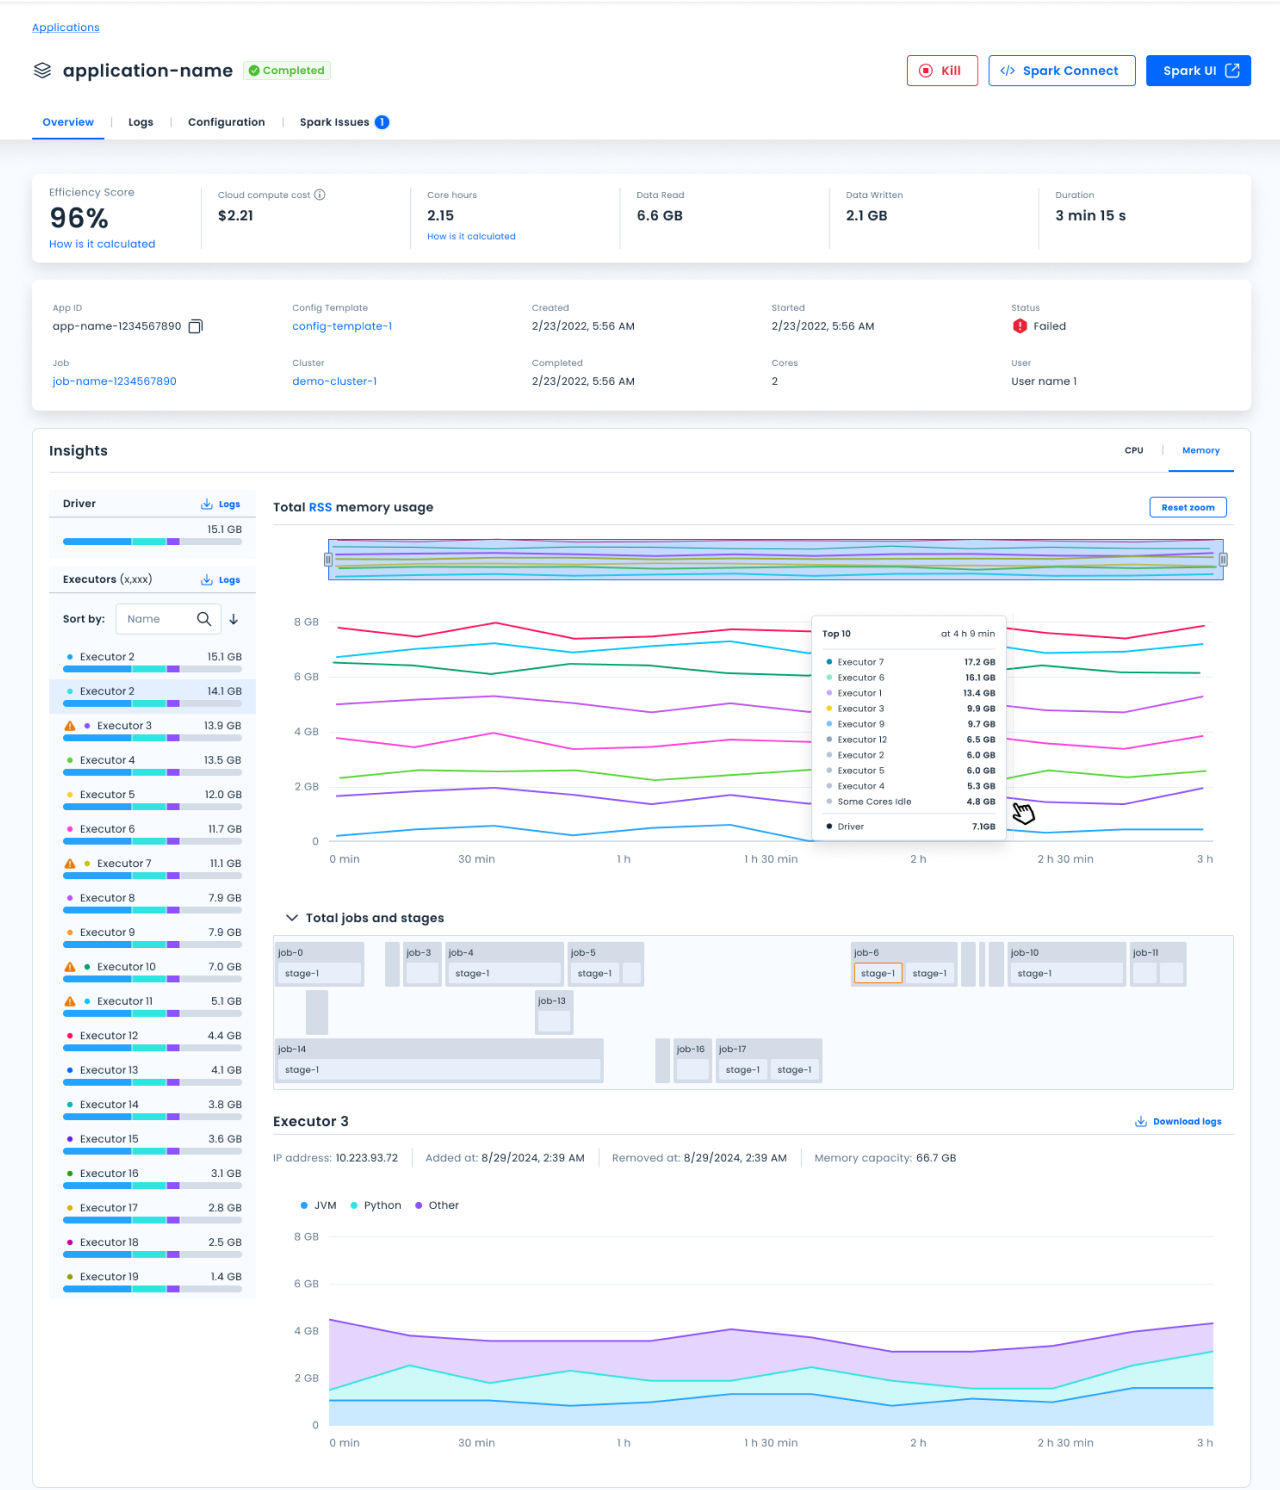 Applications
application-name Completed
Kill
Spark Connect
Spark UI
Overview
Logs
Configuration
Spark Issues 1
Efficiency Score
96%
How is it calculated
Cloud compute cost
$2.21
Core hours
2.15
How is it calculated
Data Read
6.6 GB
Data Written
2.1 GB
Duration
3 min 15 s
App ID
app-name-1234567890
Config Template
config-template-1
Created
2/23/2022, 5:56 AM
Started
2/23/2022, 5:56 AM
Status
Failed
Job
job-name-1234567890
Cluster
demo-cluster-1
Completed
2/23/2022, 5:56 AM
Cores
2
User
User name 1
Insights
CPU
Memory
Driver
Logs
15.1 GB
Executors (x,xxx)
Logs
Sort by:
Name
Executor 2 15.1 GB
Executor 2 14.1 GB
Executor 3 13.9 GB
Executor 4 13.5 GB
Executor 5 12.0 GB
Executor 6 11.7 GB
Executor 7 11.1 GB
Executor 8 7.9 GB
Executor 9 7.9 GB
Executor 10 7.0 GB
Executor 11 5.1 GB
Executor 12 4.4 GB
Executor 13 4.1 GB
Executor 14 3.8 GB
Executor 15 3.6 GB
Executor 16 3.1 GB
Executor 17 2.8 GB
Executor 18 2.5 GB
Executor 19 1.4 GB
Total RSS memory usage
Reset zoom
8 GB
6 GB
4 GB
2 GB
0
0 min
30 min
1 h
1 h 30 min
2 h
2 h 30 min
3 h
Top 10 at 4 h 9 min
Executor 7 17.2 GB
Executor 6 16.1 GB
Executor 1 13.4 GB
Executor 3 9.9 GB
Executor 9 9.7 GB
Executor 12 6.5 GB
Executor 2 6.0 GB
Executor 5 6.0 GB
Executor 4 5.3 GB
Some Cores Idle 4.8 GB
Driver 7.1GB
Total jobs and stages
job-0
stage-1
job-3
job-4
stage-1
job-5
stage-1
job-6
stage-1
stage-1
job-10
stage-1
job-11
job-13
job-14
stage-1
job-16
job-17
stage-1
stage-1
Executor 3
Download logs
IP address: 10.223.93.72
Added at: 8/29/2024, 2:39 AM
Removed at: 8/29/2024, 2:39 AM
Memory capacity: 66.7 GB
JVM
Python
Other
8 GB
6 GB
4 GB
2 GB
0
0 min
30 min
1 h
1 h 30 min
2 h
2 h 30 min
3 h